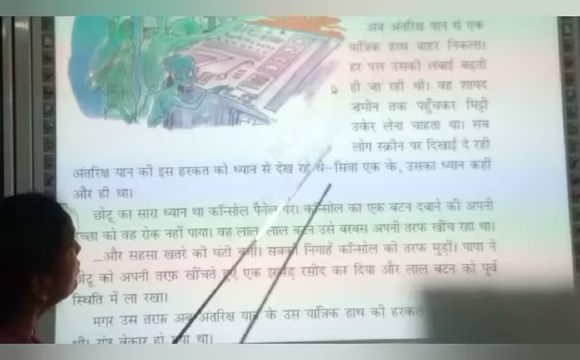 अब अंतरिक्ष यान से एक
यांत्रिक हाथ बाहर निकला।
हर पल उसकी लंबाई बढ़ती
ही जा रही थी। वह शायद
ज़मीन तक पहुँचकर मिट्टी
उकेर लेना चाहता था। सब
लोग स्क्रीन पर दिखाई दे रही
अंतरिक्ष यान की इस हरकत को ध्यान से देख रहे थे–सिवा एक के, उसका ध्यान कहीं
और ही था।
छोटू का सारा ध्यान था कॉन्सोल पैनेल पर। कॉन्सोल का एक बटन दबाने की अपनी
इच्छा को वह रोक नहीं पाया। वह लाल लाल बटन उसे बरबस अपनी तरफ खींच रहा था।
...और सहसा खतरे की घंटी बजी। सबकी निगाहें कॉन्सोल की तरफ मुड़ीं। पापा ने
छोटू को अपनी तरफ़ खींचते हुए एक झापड़ रसीद कर दिया और लाल बटन को पूर्व
स्थिति में ला रखा।
मगर उस तरफ़ अब अंतरिक्ष यान के उस यांत्रिक हाथ की हरकत
थी। यंत्र बेकार हो गया था।